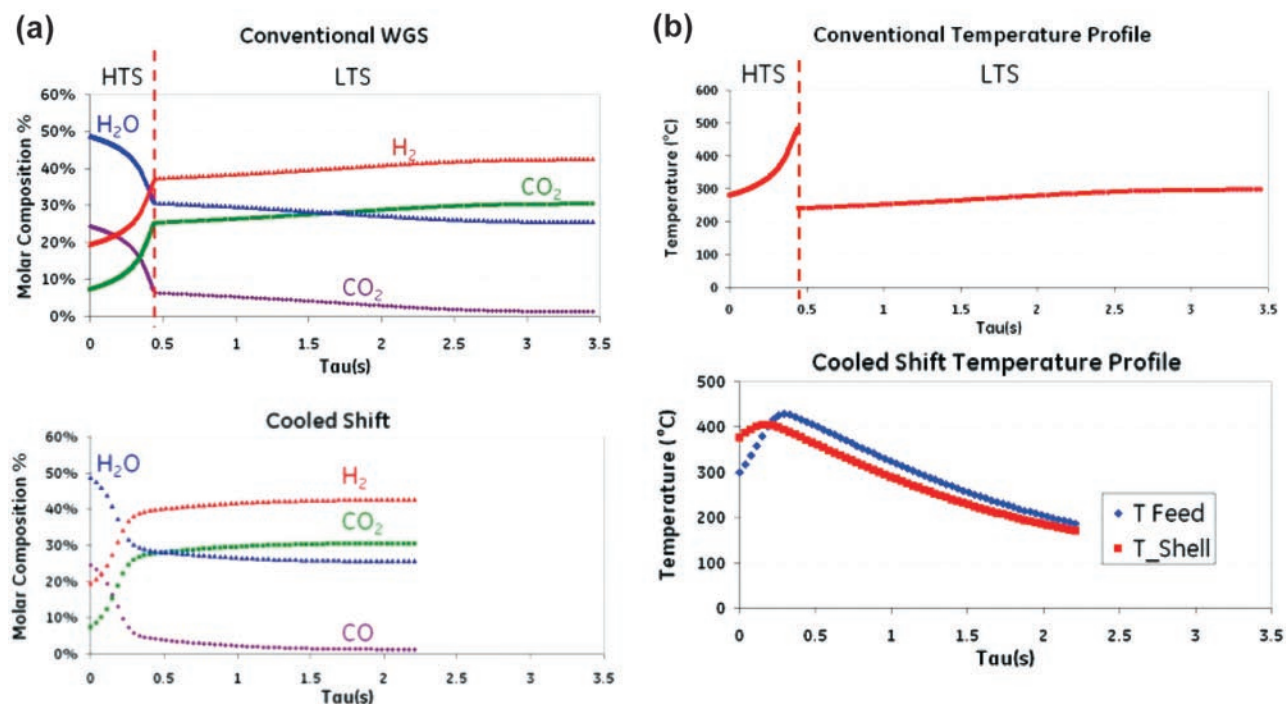 (a)
Conventional WGS
HTS
LTS
Molar Composition %
60%
50%
40%
30%
20%
10%
0%
H₂O
H₂
CO₂
CO₂
0 0.5 1 1.5 2 2.5 3 3.5
Tau(s)
Cooled Shift
Molar Composition %
60%
50%
40%
30%
20%
10%
0%
H₂O
H₂
CO₂
CO
0 0.5 1 1.5 2 2.5 3 3.5
Tau(s)
(b)
Conventional Temperature Profile
HTS
LTS
Temperature (°C)
600
500
400
300
200
100
0
0 0.5 1 1.5 2 2.5 3 3.5
Tau(s)
Cooled Shift Temperature Profile
Temperature (°C)
500
400
300
200
100
0
T Feed
T_Shell
0 0.5 1 1.5 2 2.5 3 3.5
Tau(s)